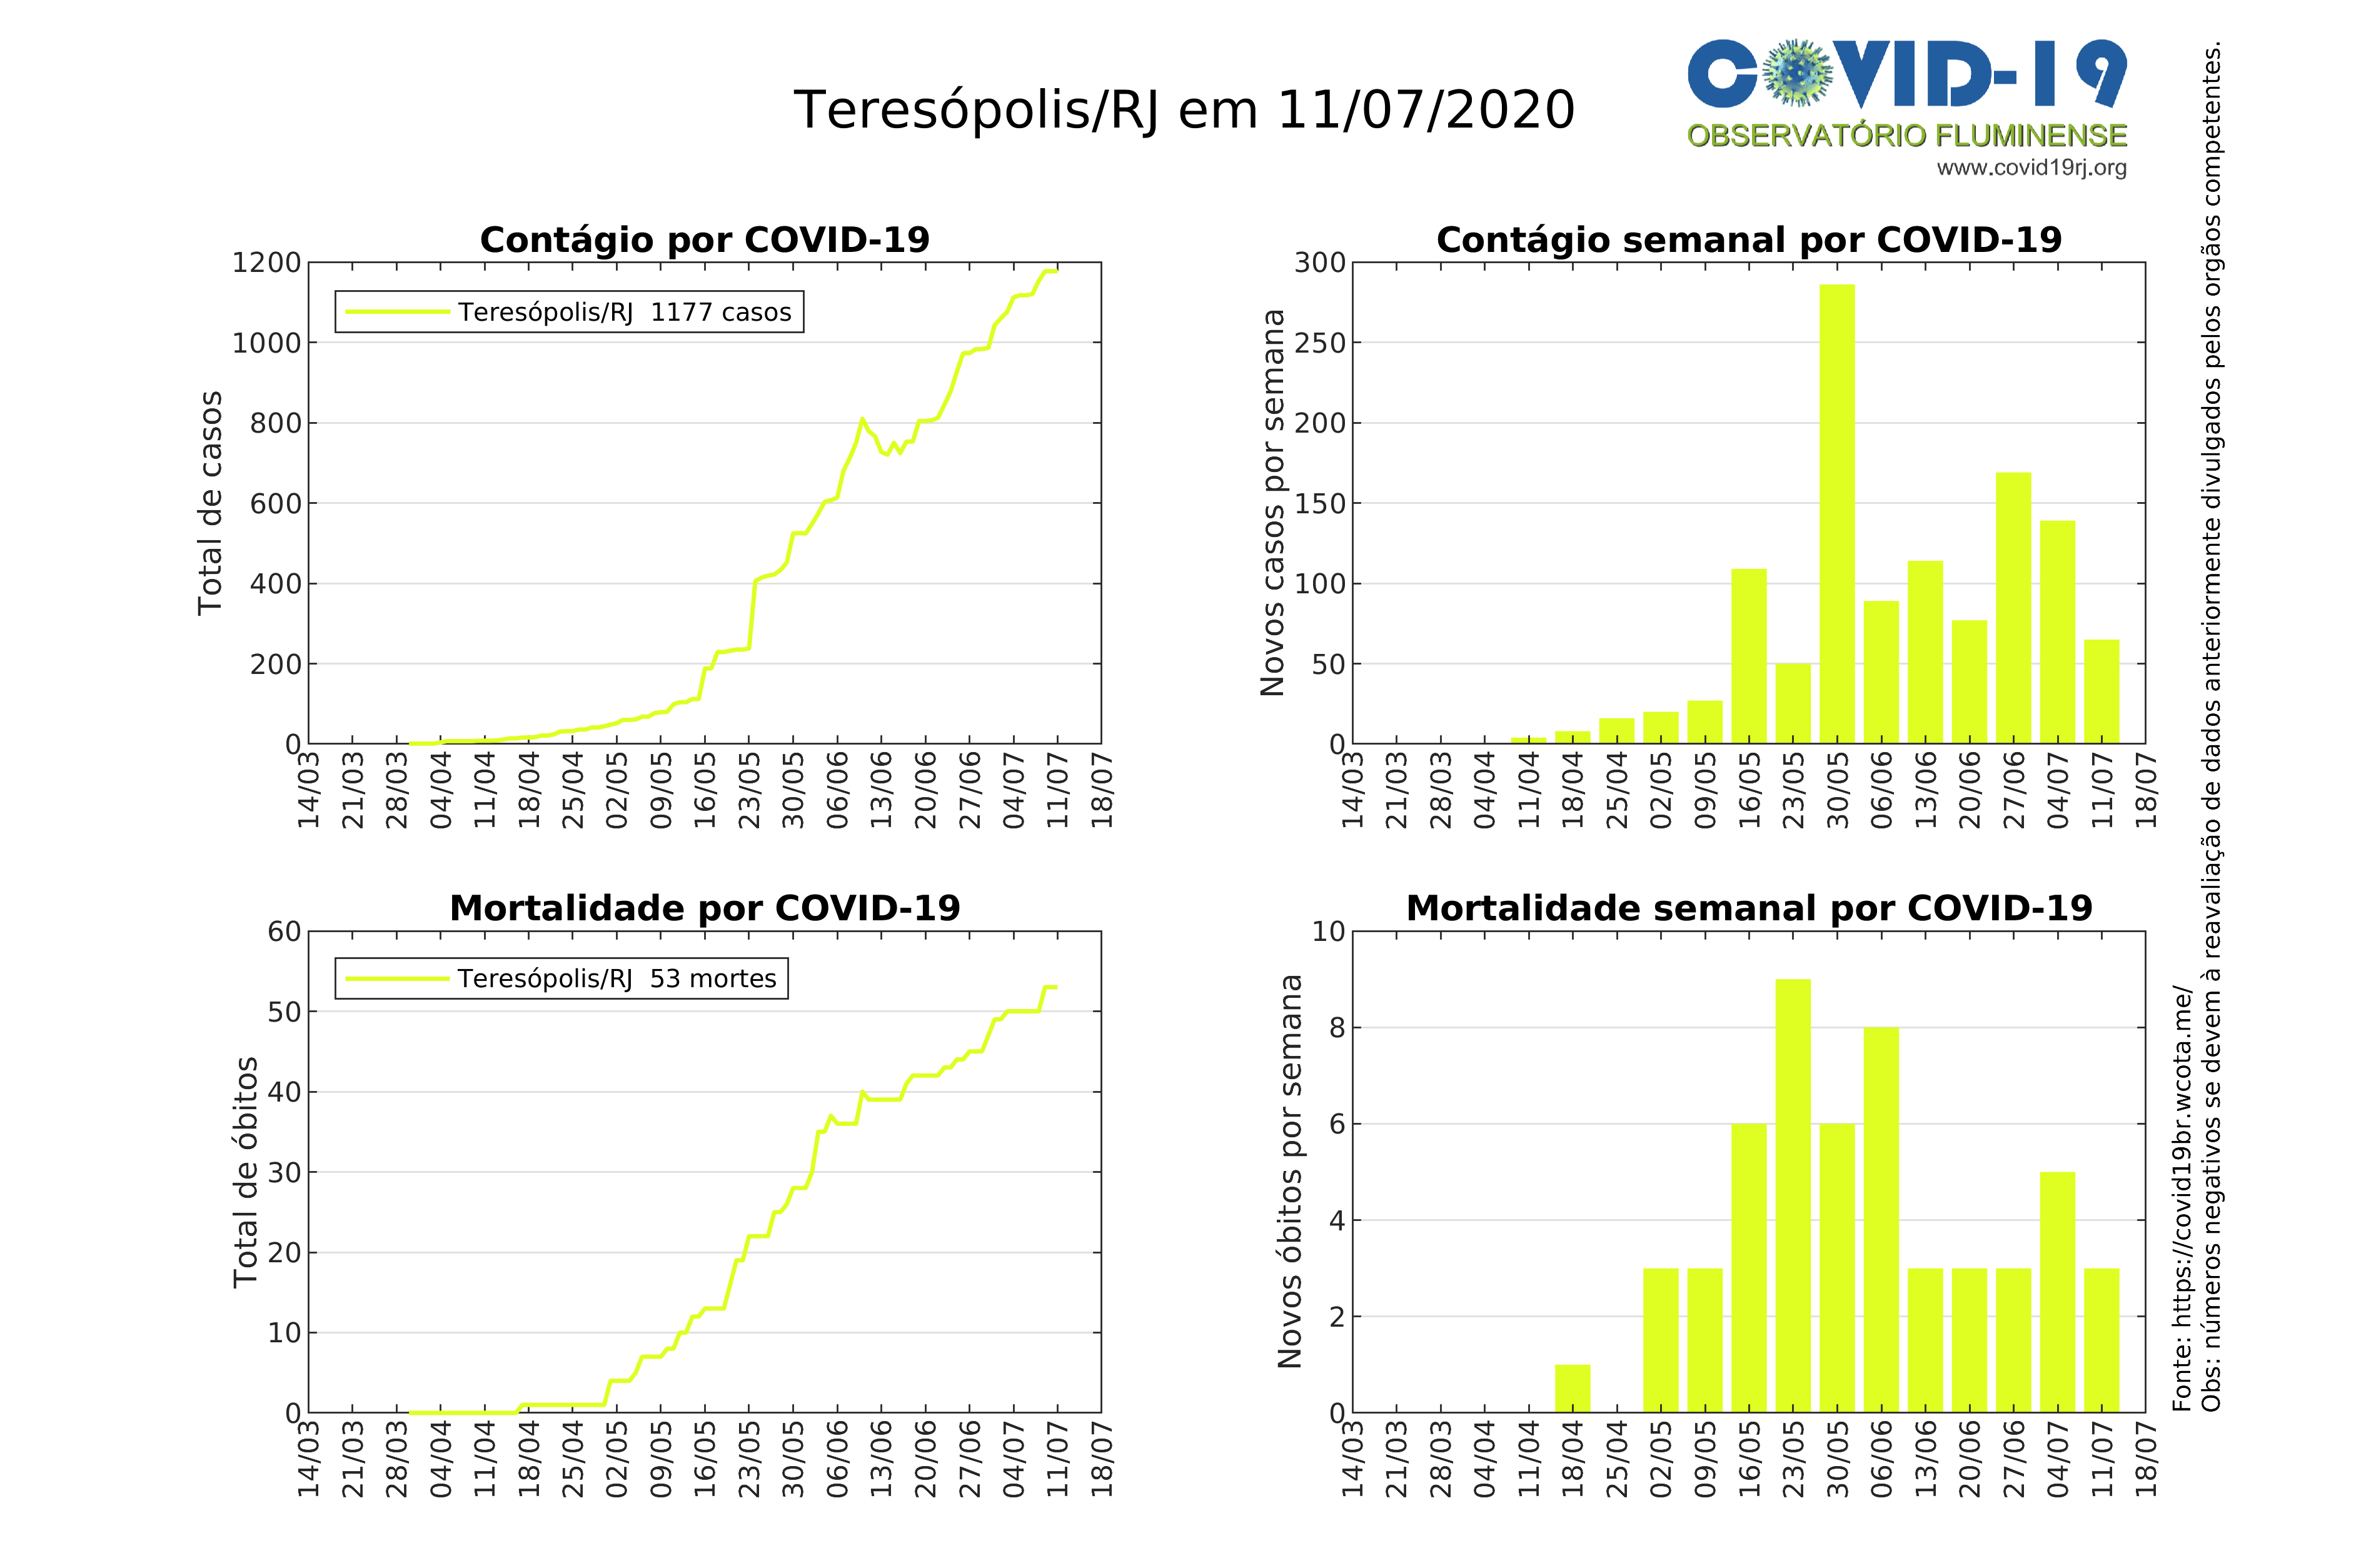 Teresópolis/RJ em 11/07/2020
COVID-19
OBSERVATÓRIO FLUMINENSE
www.covid19rj.org
Contágio por COVID-19
Total de casos
1200
1000
800
600
400
200
0
Teresópolis/RJ 1177 casos
14/03 21/03 28/03 04/04 11/04 18/04 25/04 02/05 09/05 16/05 23/05 30/05 06/06 13/06 20/06 27/06 04/07 11/07 18/07
Contágio semanal por COVID-19
Novos casos por semana
300
250
200
150
100
50
0
14/03 21/03 28/03 04/04 11/04 18/04 25/04 02/05 09/05 16/05 23/05 30/05 06/06 13/06 20/06 27/06 04/07 11/07 18/07
Mortalidade por COVID-19
Total de óbitos
60
50
40
30
20
10
0
Teresópolis/RJ 53 mortes
14/03 21/03 28/03 04/04 11/04 18/04 25/04 02/05 09/05 16/05 23/05 30/05 06/06 13/06 20/06 27/06 04/07 11/07 18/07
Mortalidade semanal por COVID-19
Novos óbitos por semana
10
8
6
4
2
0
14/03 21/03 28/03 04/04 11/04 18/04 25/04 02/05 09/05 16/05 23/05 30/05 06/06 13/06 20/06 27/06 04/07 11/07 18/07
Fonte: https://covid19br.wcota.me/
Obs: números negativos se devem à reavaliação de dados anteriormente divulgados pelos orgãos competentes.